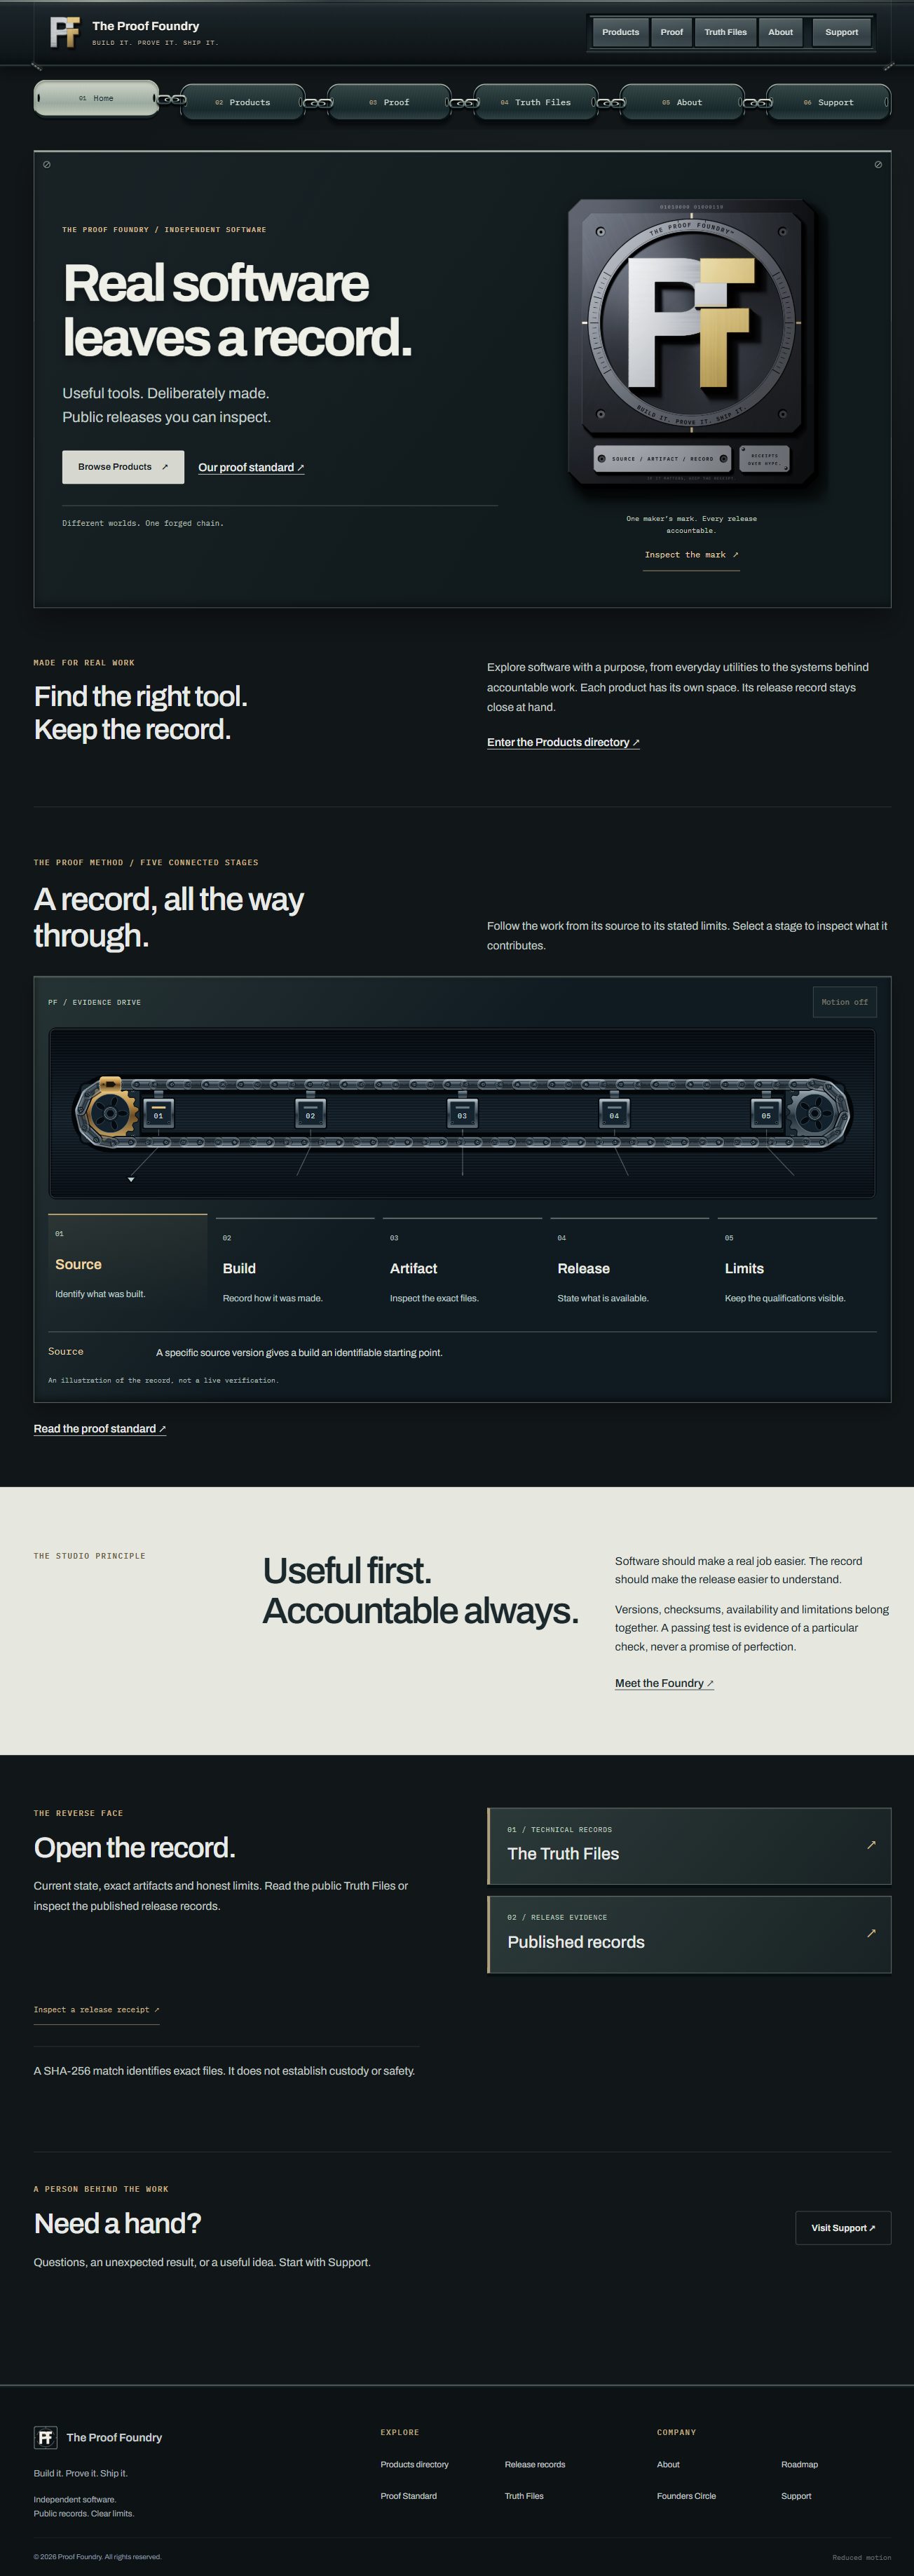 PF
The Proof Foundry
BUILD IT. PROVE IT. SHIP IT.
Products
Proof
Truth Files
About
Support
01 Home
02 Products
03 Proof
04 Truth Files
05 About
06 Support
THE PROOF FOUNDRY / INDEPENDENT SOFTWARE
Real software
leaves a record.
Useful tools. Deliberately made.
Public releases you can inspect.
Browse Products ↗
Our proof standard ↗
Different worlds. One forged chain.
THE PROOF FOUNDRY
PF
BUILD IT. PROVE IT. SHIP IT.
SOURCE / ARTIFACT / RECORD
RECEIPTS
OVER HYPE.
One maker's mark. Every release
accountable.
Inspect the mark ↗
MADE FOR REAL WORK
Find the right tool.
Keep the record.
Explore software with a purpose, from everyday utilities to the systems behind
accountable work. Each product has its own space. Its release record stays
close at hand.
Enter the Products directory ↗
THE PROOF METHOD / FIVE CONNECTED STAGES
A record, all the way
through.
Follow the work from its source to its stated limits. Select a stage to inspect what it
contributes.
PF / EVIDENCE DRIVE
Motion off
01
02
03
04
05
01
Source
Identify what was built.
02
Build
Record how it was made.
03
Artifact
Inspect the exact files.
04
Release
State what is available.
05
Limits
Keep the qualifications visible.
Source
A specific source version gives a build an identifiable starting point.
An illustration of the record, not a live verification.
Read the proof standard ↗
THE STUDIO PRINCIPLE
Useful first.
Accountable always.
Software should make a real job easier. The record
should make the release easier to understand.
Versions, checksums, availability and limitations belong
together. A passing test is evidence of a particular
check, never a promise of perfection.
Meet the Foundry ↗
THE REVERSE FACE
Open the record.
Current state, exact artifacts and honest limits. Read the public Truth Files or
inspect the published release records.
01 / TECHNICAL RECORDS
The Truth Files
↗
02 / RELEASE EVIDENCE
Published records
↗
Inspect a release receipt ↗
A SHA-256 match identifies exact files. It does not establish custody or safety.
A PERSON BEHIND THE WORK
Need a hand?
Questions, an unexpected result, or a useful idea. Start with Support.
Visit Support ↗
PF
The Proof Foundry
Build it. Prove it. Ship it.
Independent software.
Public records. Clear limits.
EXPLORE
Products directory
Release records
Proof Standard
Truth Files
COMPANY
About
Roadmap
Founders Circle
Support
© 2026 Proof Foundry. All rights reserved.
Reduced motion